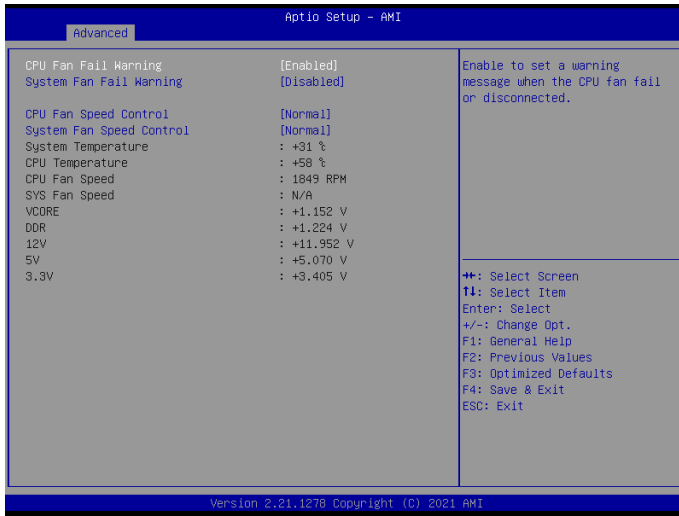 Aptio Setup – AMI
Advanced
CPU Fan Fail Warning [Enabled]
System Fan Fail Warning [Disabled]
CPU Fan Speed Control [Normal]
System Fan Speed Control [Normal]
System Temperature : +31 %
CPU Temperature : +58 %
CPU Fan Speed : 1849 RPM
SYS Fan Speed : N/A
VCORE : +1.152 V
DDR : +1.224 V
12V : +11.952 V
5V : +5.070 V
3.3V : +3.405 V
Enable to set a warning
message when the CPU fan fail
or disconnected.
→←: Select Screen
↑↓: Select Item
Enter: Select
+/-: Change Opt.
F1: General Help
F2: Previous Values
F3: Optimized Defaults
F4: Save & Exit
ESC: Exit
Version 2.21.1278 Copyright (C) 2021 AMI